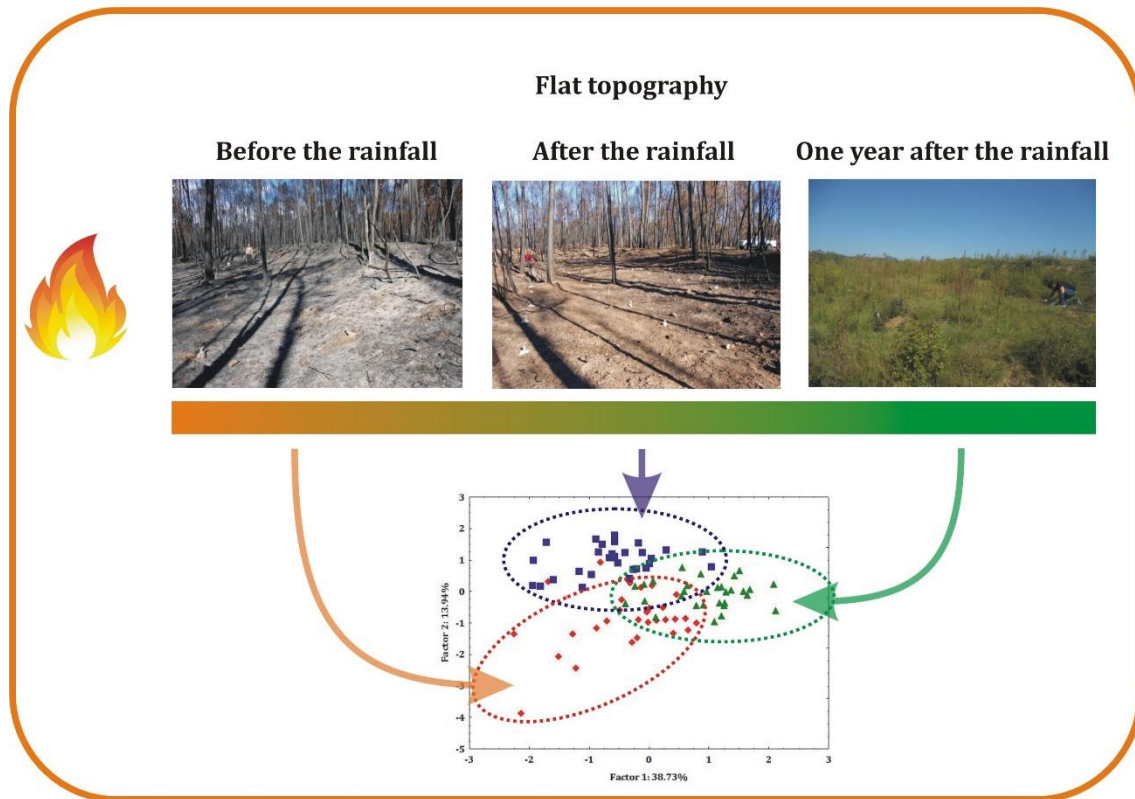 Flat topography
Before the rainfall
After the rainfall
One year after the rainfall
3
2
1
0
-1
-2
-3
-4
-5
Factor 2: 13.94%
-3
-2
-1
0
1
2
3
Factor 1: 38.73%